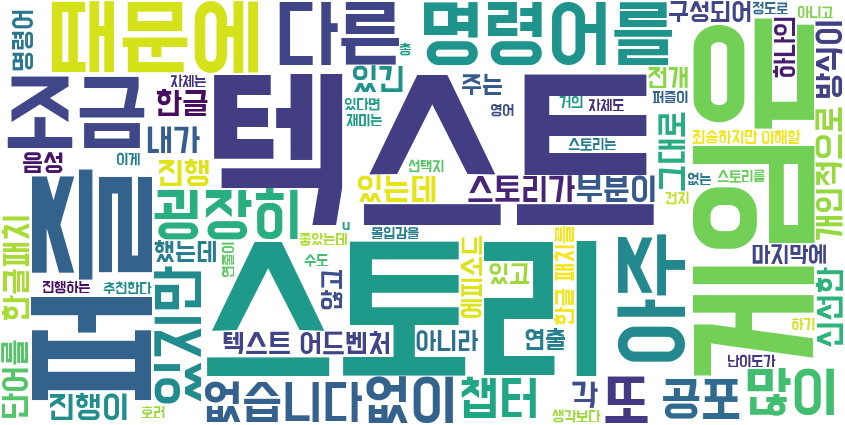 명령어
때문에
다른
총
명령어를
구성되어
정도로
아니고
하나의
방식이
조금
자체는
한글
있긴
있다면
재미는
주는
영어
전개
거의
자체도
퍼즐이
텍스트
게임을
음성
이게
내가
진행
선택지
스토리는
죄송하지만 이해할
그대로
개인적으로
퍼즐
굉장히
있는데
스토리가
부분이
없는
스토리를
건지
한글패치
했는데
연출이
u
좋았는데
몰입감을
수도
않고
스토리
에피소드
있고
한글 패치를
아주
마지막에
신선한
진행하는
추천한다
있지만
텍스트 어드벤처
아니라
연출
하기
난이도가
단어를
진행이
호러
없습니다
없이
챕터
각
생각보다
또
공포
많이